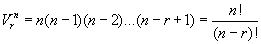 V_r^n = n(n−1)(n−2)...(n−r+1) = n!/(n−r)!